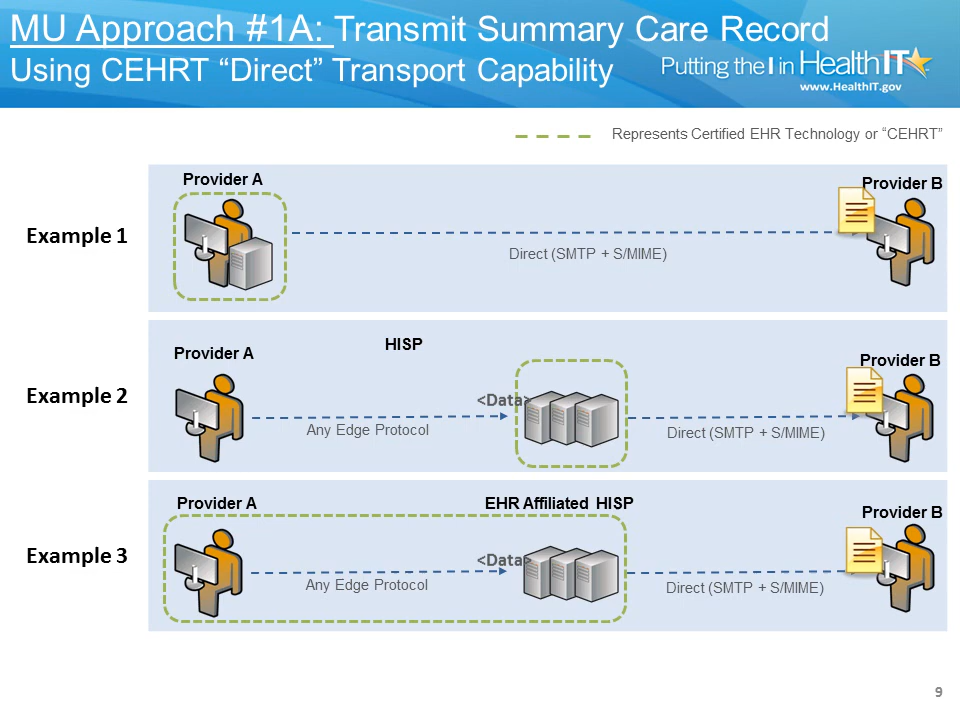 MU Approach #1A: Transmit Summary Care Record
Using CEHRT “Direct” Transport Capability
Putting the I in HealthIT
www.HealthIT.gov
Represents Certified EHR Technology or “CEHRT”
Example 1
Provider A
Provider B
Direct (SMTP + S/MIME)
Example 2
Provider A
HISP
Provider B
<Data>
Any Edge Protocol
Direct (SMTP + S/MIME)
Example 3
Provider A
EHR Affiliated HISP
Provider B
<Data>
Any Edge Protocol
Direct (SMTP + S/MIME)
9